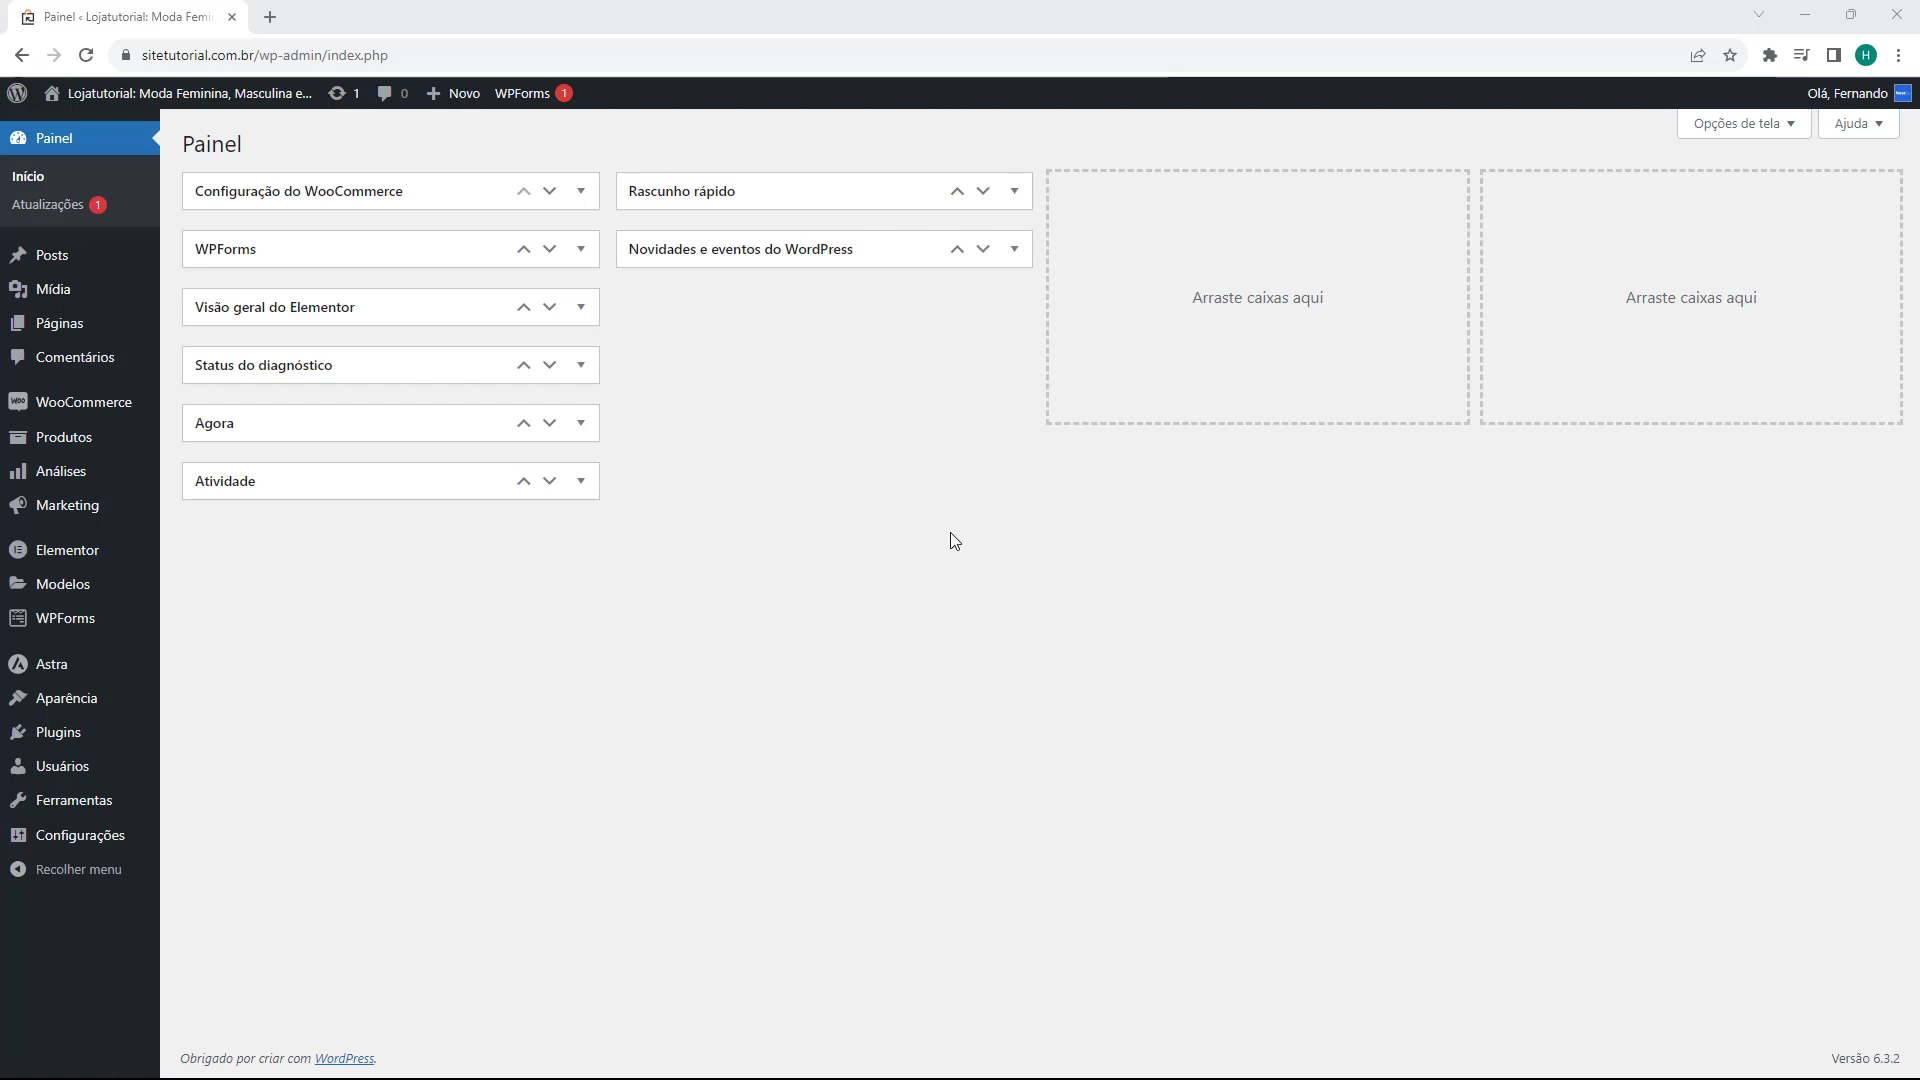 Painel ‹ Lojatutorial: Moda Femin
sitetutorial.com.br/wp-admin/index.php
H
Lojatutorial: Moda Feminina, Masculina e...
1
0
Novo
WPForms 1
Olá, Fernando
Painel
Início
Atualizações 1
Posts
Mídia
Páginas
Comentários
WooCommerce
Produtos
Análises
Marketing
Elementor
Modelos
WPForms
Astra
Aparência
Plugins
Usuários
Ferramentas
Configurações
Recolher menu
Opções de tela
Ajuda
Painel
Configuração do WooCommerce
WPForms
Visão geral do Elementor
Status do diagnóstico
Agora
Atividade
Rascunho rápido
Novidades e eventos do WordPress
Arraste caixas aqui
Arraste caixas aqui
Obrigado por criar com WordPress.
Versão 6.3.2